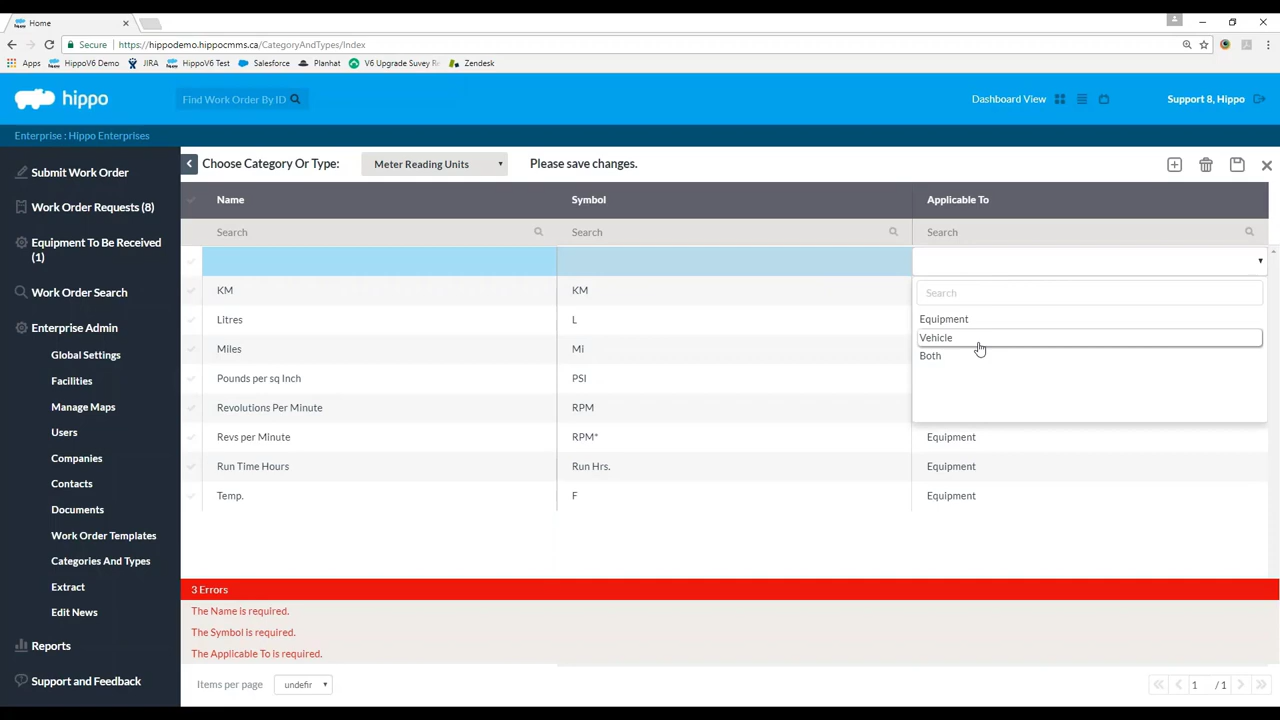 Home
Secure
https://hippodemo.hippocmms.ca/CategoryAndTypes/Index
Apps HippoV6 Demo JIRA HippoV6 Test Salesforce Planhat V6 Upgrade Suvey Re Zendesk
hippo
Find Work Order By ID
Dashboard View
Support 8, Hippo
Enterprise : Hippo Enterprises
Submit Work Order
Work Order Requests (8)
Equipment To Be Received
(1)
Work Order Search
Enterprise Admin
Global Settings
Facilities
Manage Maps
Users
Companies
Contacts
Documents
Work Order Templates
Categories And Types
Extract
Edit News
Reports
Support and Feedback
Choose Category Or Type: Meter Reading Units Please save changes.
Name Symbol Applicable To
Search Search Search
Search
Equipment
Vehicle
Both
KM KM
Litres L
Miles Mi
Pounds per sq Inch PSI
Revolutions Per Minute RPM
Revs per Minute RPM* Equipment
Run Time Hours Run Hrs. Equipment
Temp. F Equipment
3 Errors
The Name is required.
The Symbol is required.
The Applicable To is required.
Items per page undefir 1 / 1